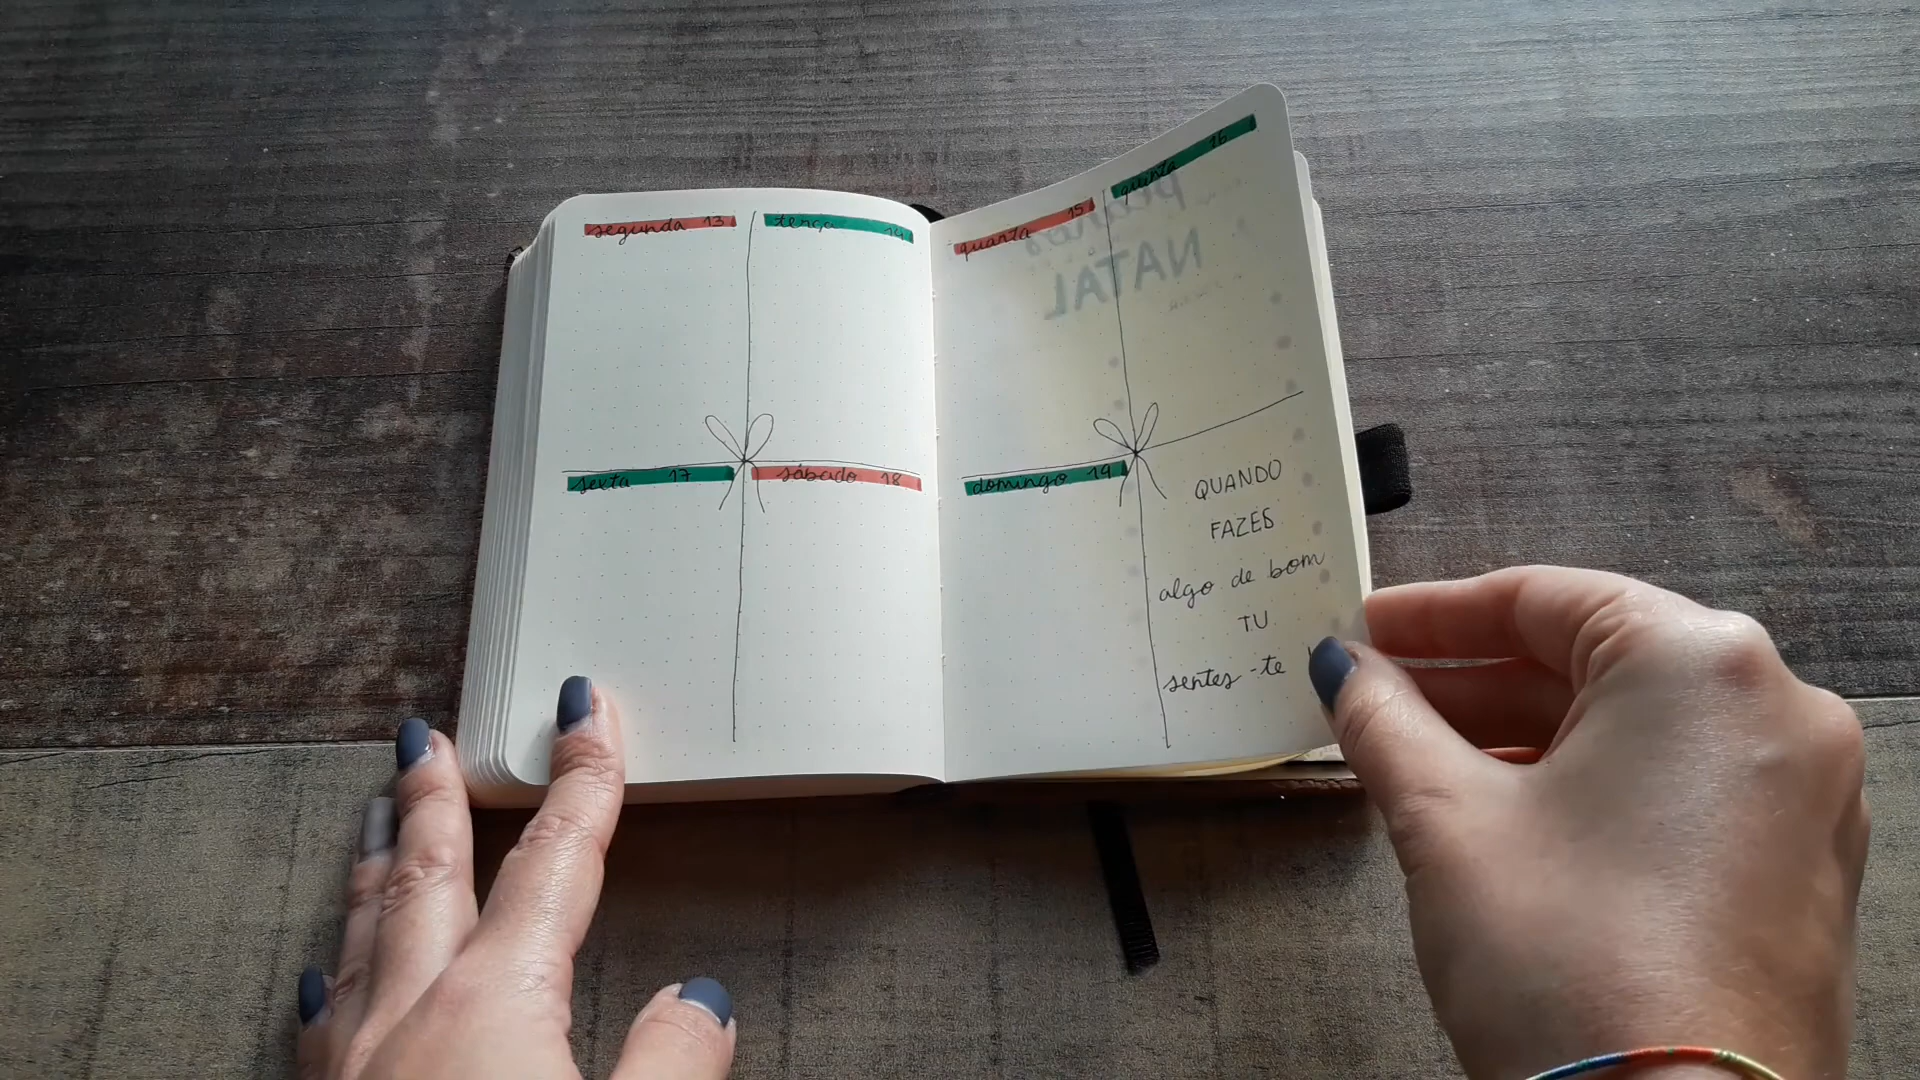 segunda 13
terça 14
sexta 17
sábado 18
quarta 15
quinta 16
NATAL
domingo 19
QUANDO
FAZES
algo de bom
TU
sentes-te